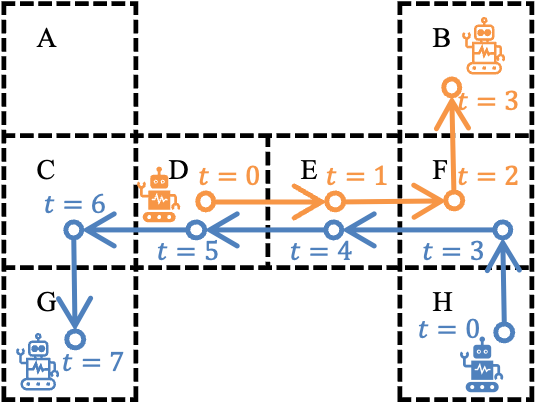 A
B
t = 3
C
D
E
F
t = 0
t = 1
t = 2
t = 6
t = 5
t = 4
t = 3
G
H
t = 0
t = 7